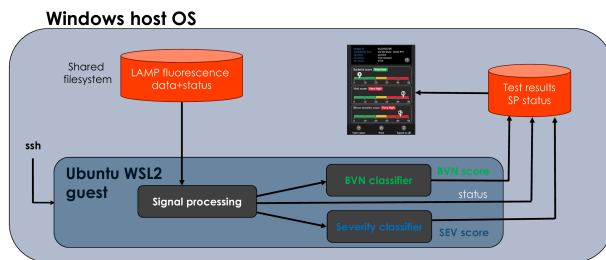 Windows host OS
Shared
filesystem
LAMP fluorescence
data+status
Test results
SP status
ssh
Ubuntu WSL2
guest
Signal processing
BVN classifier
BVN score
status
Severity classifier
SEV score